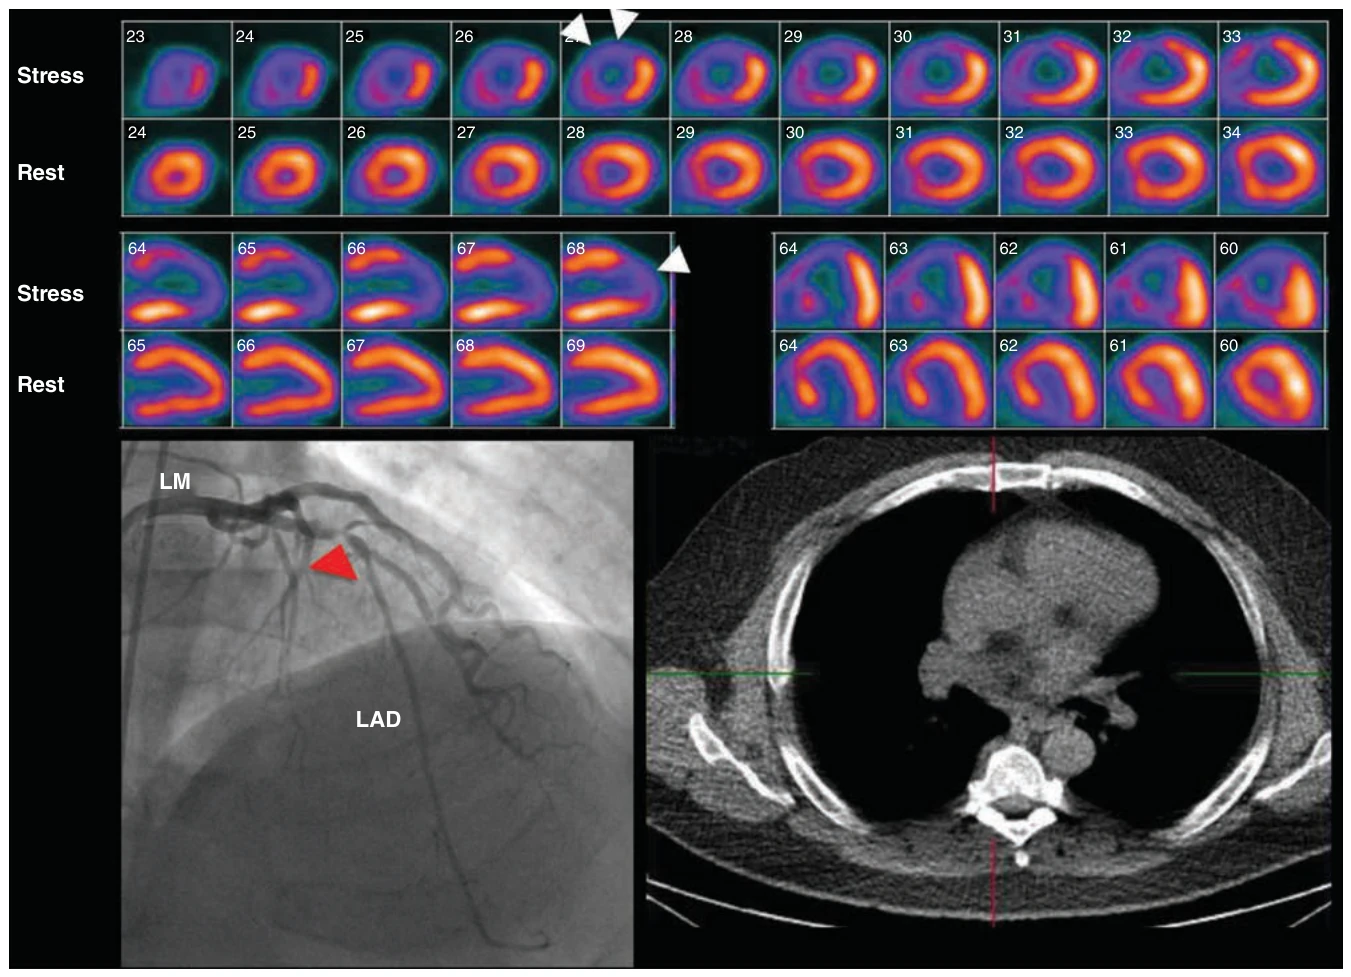 23 24 25 26 27 28 29 30 31 32 33
Stress
24 25 26 27 28 29 30 31 32 33 34
Rest
64 65 66 67 68 64 63 62 61 60
Stress
65 66 67 68 69 64 63 62 61 60
Rest
LM
LAD